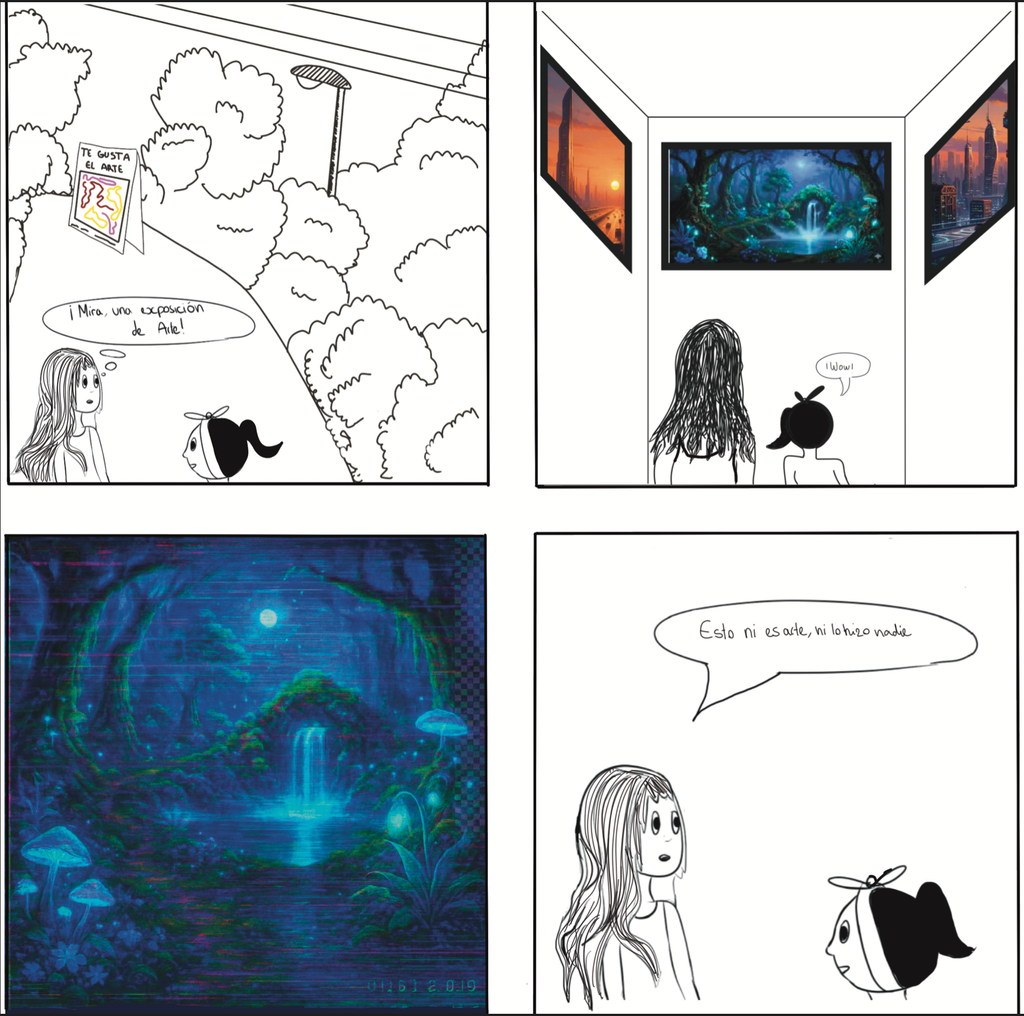 TE GUSTA
EL ARTE
¡Mira, una exposición
de Arte!
¡Wow!
Esto ni es arte, ni lo hizo nadie